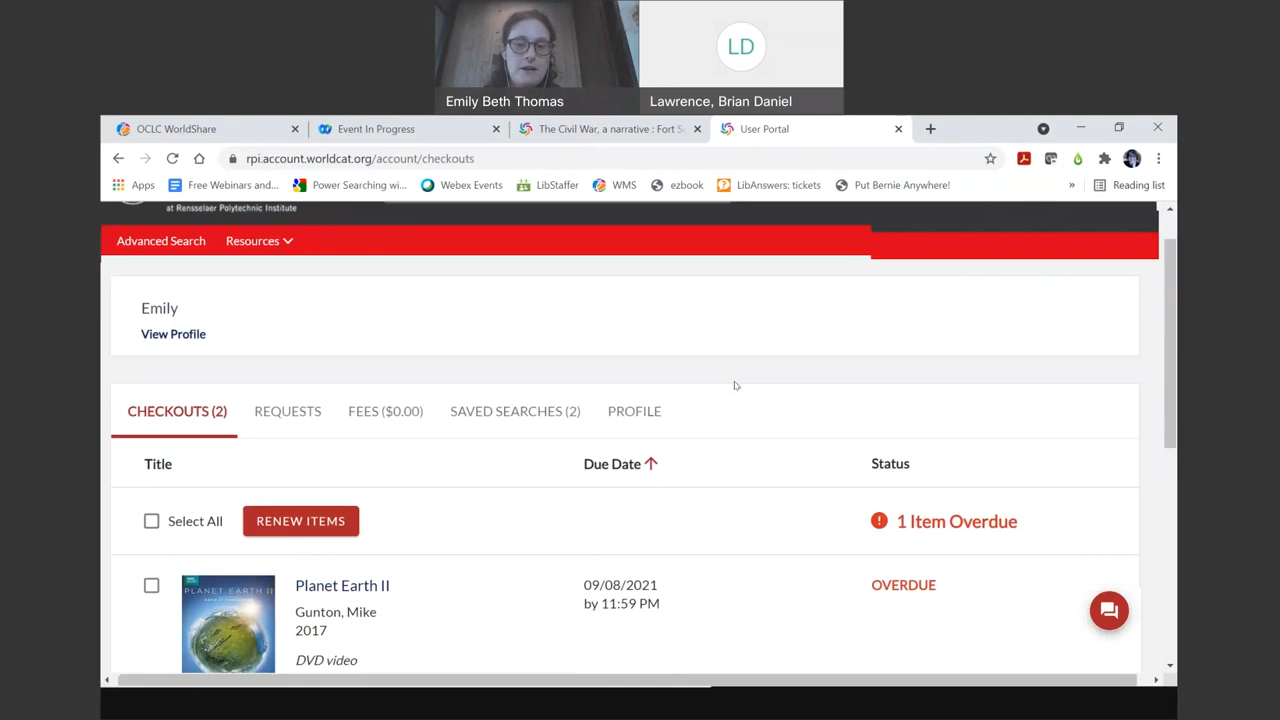 LD
Emily Beth Thomas
Lawrence, Brian Daniel
OCLC WorldShare
Event In Progress
The Civil War, a narrative : Fort S
User Portal
rpi.account.worldcat.org/account/checkouts
Apps
Free Webinars and...
Power Searching wi...
Webex Events
LibStaffer
WMS
ezbook
LibAnswers: tickets
Put Bernie Anywhere!
»
Reading list
at Rensselaer Polytechnic Institute
Advanced Search
Resources
Emily
View Profile
CHECKOUTS (2)
REQUESTS
FEES ($0.00)
SAVED SEARCHES (2)
PROFILE
Title
Due Date
Status
Select All
RENEW ITEMS
1 Item Overdue
PLANET EARTH II
Planet Earth II
Gunton, Mike
2017
DVD video
09/08/2021
by 11:59 PM
OVERDUE